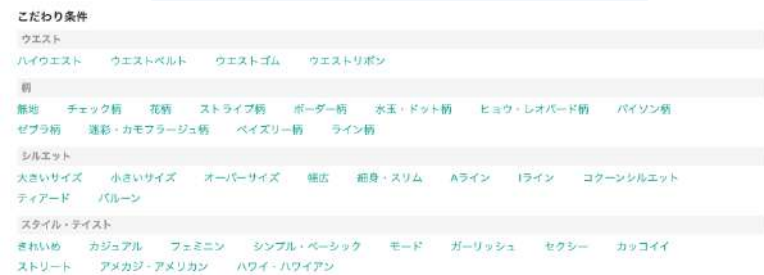 こだわり条件
ウエスト
ハイウエスト ウエストベルト ウエストゴム ウエストリボン
柄
無地 チェック柄 花柄 ストライプ柄 ボーダー柄 水玉・ドット柄 ヒョウ・レオパード柄 パイソン柄
ゼブラ柄 迷彩・カモフラージュ柄 ペイズリー柄 ライン柄
シルエット
大きいサイズ 小さいサイズ オーバーサイズ 幅広 細身・スリム Aライン Iライン コクーンシルエット
ティアード バルーン
スタイル・テイスト
きれいめ カジュアル フェミニン シンプル・ベーシック モード ガーリッシュ セクシー カッコイイ
ストリート アメカジ・アメリカン ハワイ・ハワイアン